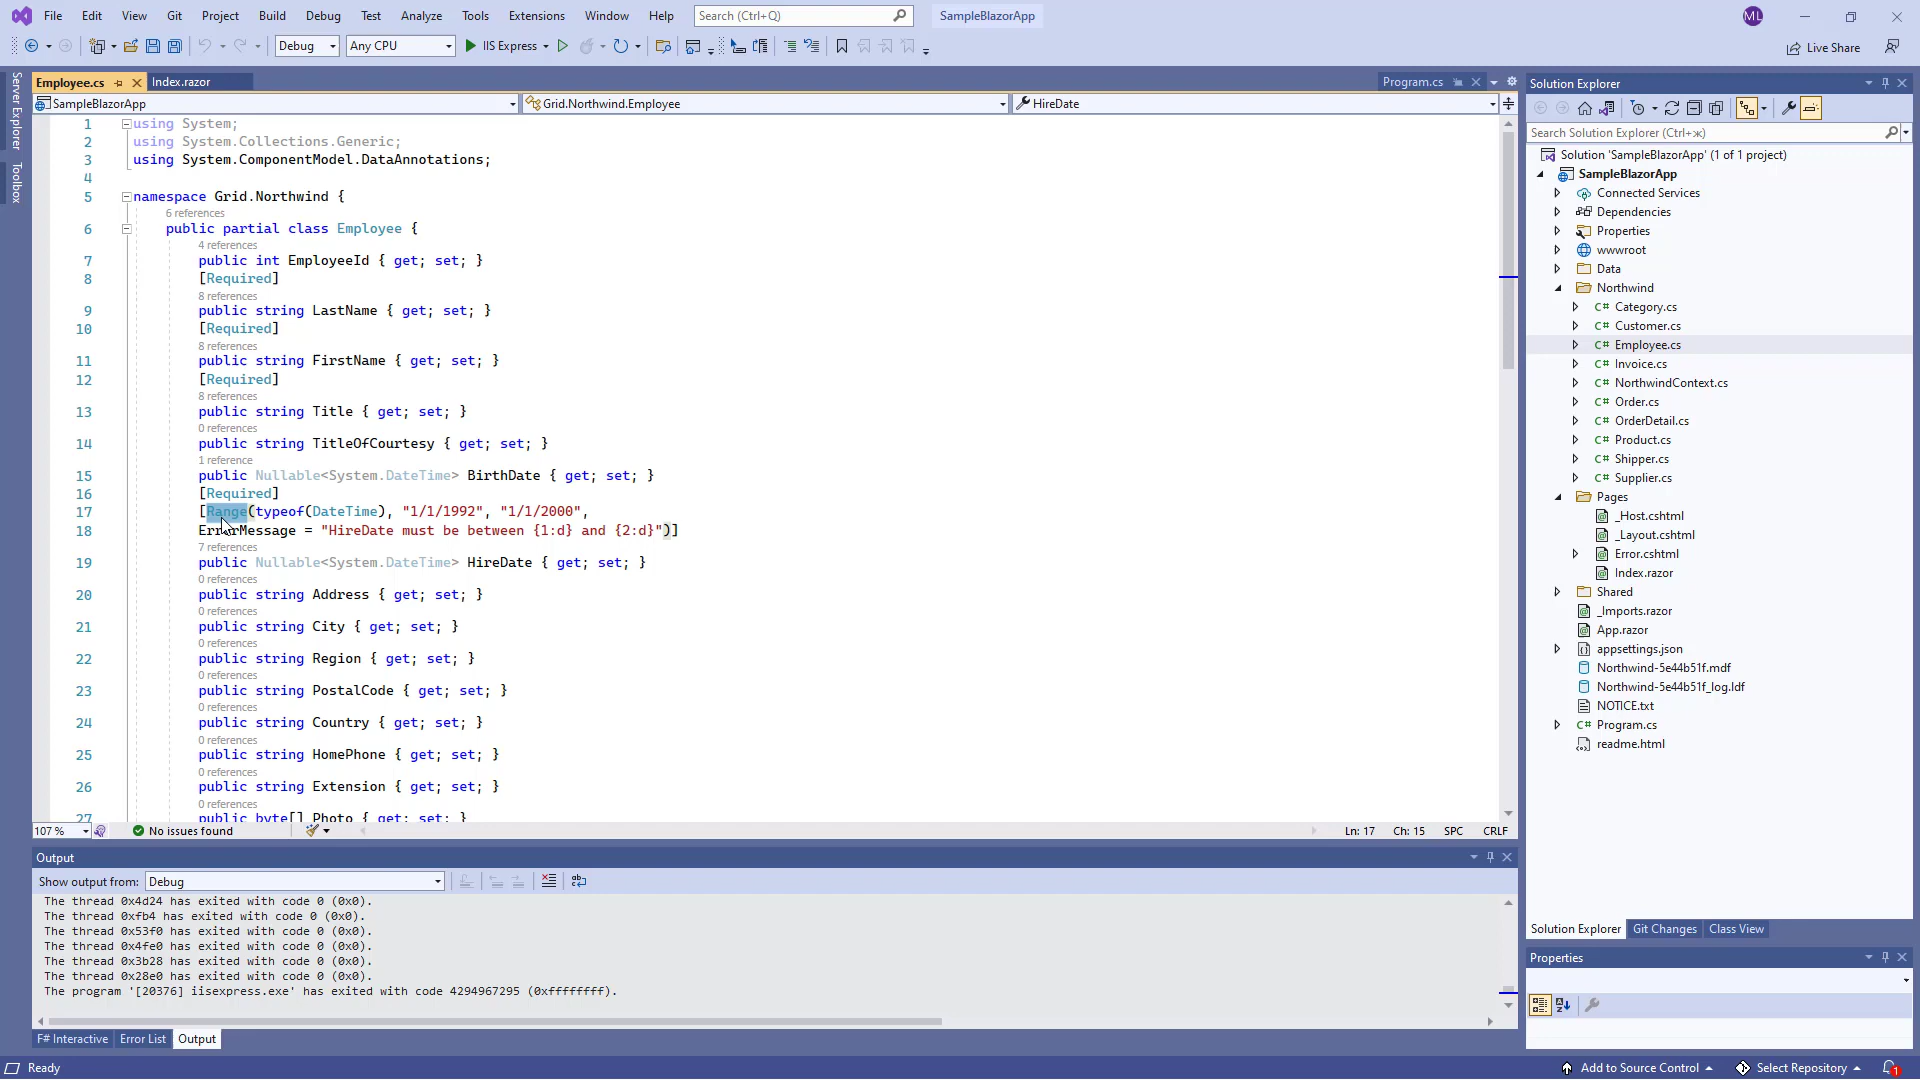 File Edit View Git Project Build Debug Test Analyze Tools Extensions Window Help Search (Ctrl+Q) SampleBlazorApp ML
Debug Any CPU IIS Express Live Share
Server Explorer
Toolbox
Employee.cs Index.razor Program.cs
SampleBlazorApp Grid.Northwind.Employee HireDate
1 using System;
2 using System.Collections.Generic;
3 using System.ComponentModel.DataAnnotations;
4
5 namespace Grid.Northwind {
6 references
6 public partial class Employee {
4 references
7 public int EmployeeId { get; set; }
8 [Required]
8 references
9 public string LastName { get; set; }
10 [Required]
8 references
11 public string FirstName { get; set; }
12 [Required]
8 references
13 public string Title { get; set; }
0 references
14 public string TitleOfCourtesy { get; set; }
1 reference
15 public Nullable<System.DateTime> BirthDate { get; set; }
16 [Required]
17 [Range(typeof(DateTime), "1/1/1992", "1/1/2000",
18 ErrorMessage = "HireDate must be between {1:d} and {2:d}")]
7 references
19 public Nullable<System.DateTime> HireDate { get; set; }
0 references
20 public string Address { get; set; }
0 references
21 public string City { get; set; }
0 references
22 public string Region { get; set; }
0 references
23 public string PostalCode { get; set; }
0 references
24 public string Country { get; set; }
0 references
25 public string HomePhone { get; set; }
0 references
26 public string Extension { get; set; }
0 references
27 public byte[] Photo { get; set; }
107 % No issues found Ln: 17 Ch: 15 SPC CRLF
Output
Show output from: Debug
The thread 0x4d24 has exited with code 0 (0x0).
The thread 0xfb4 has exited with code 0 (0x0).
The thread 0x53f0 has exited with code 0 (0x0).
The thread 0x4fe0 has exited with code 0 (0x0).
The thread 0x3b28 has exited with code 0 (0x0).
The thread 0x28e0 has exited with code 0 (0x0).
The program '[20376] iisexpress.exe' has exited with code 4294967295 (0xffffffff).
F# Interactive Error List Output
Solution Explorer
Search Solution Explorer (Ctrl+ж)
Solution 'SampleBlazorApp' (1 of 1 project)
SampleBlazorApp
Connected Services
Dependencies
Properties
wwwroot
Data
Northwind
C# Category.cs
C# Customer.cs
C# Employee.cs
C# Invoice.cs
C# NorthwindContext.cs
C# Order.cs
C# OrderDetail.cs
C# Product.cs
C# Shipper.cs
C# Supplier.cs
Pages
_Host.cshtml
_Layout.cshtml
Error.cshtml
Index.razor
Shared
_Imports.razor
App.razor
appsettings.json
Northwind-5e44b51f.mdf
Northwind-5e44b51f_log.ldf
NOTICE.txt
C# Program.cs
readme.html
Solution Explorer Git Changes Class View
Properties
Ready Add to Source Control Select Repository 1